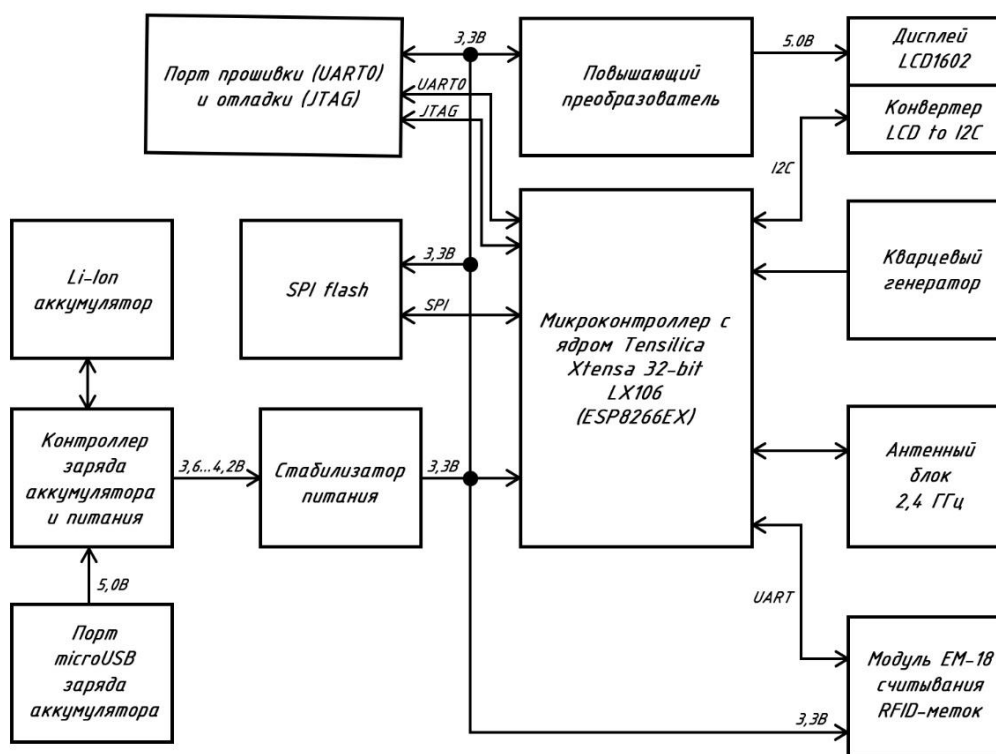 Порт прошивки (UART0)
и отладки (JTAG)
3,3В
UART0
JTAG
Повышающий
преобразователь
5.0В
Дисплей
LCD1602
Конвертер
LCD to I2C
I2C
Li-Ion
аккумулятор
SPI flash
3,3В
SPI
Микроконтроллер с
ядром Tensilica
Xtensa 32-bit
LX106
(ESP8266EX)
Кварцевый
генератор
Контроллер
заряда
аккумулятора
и питания
3,6...4,2В
Стабилизатор
питания
3,3В
Антенный
блок
2,4 ГГц
5,0В
Порт
microUSB
заряда
аккумулятора
UART
Модуль EM-18
считывания
RFID-меток
3,3В